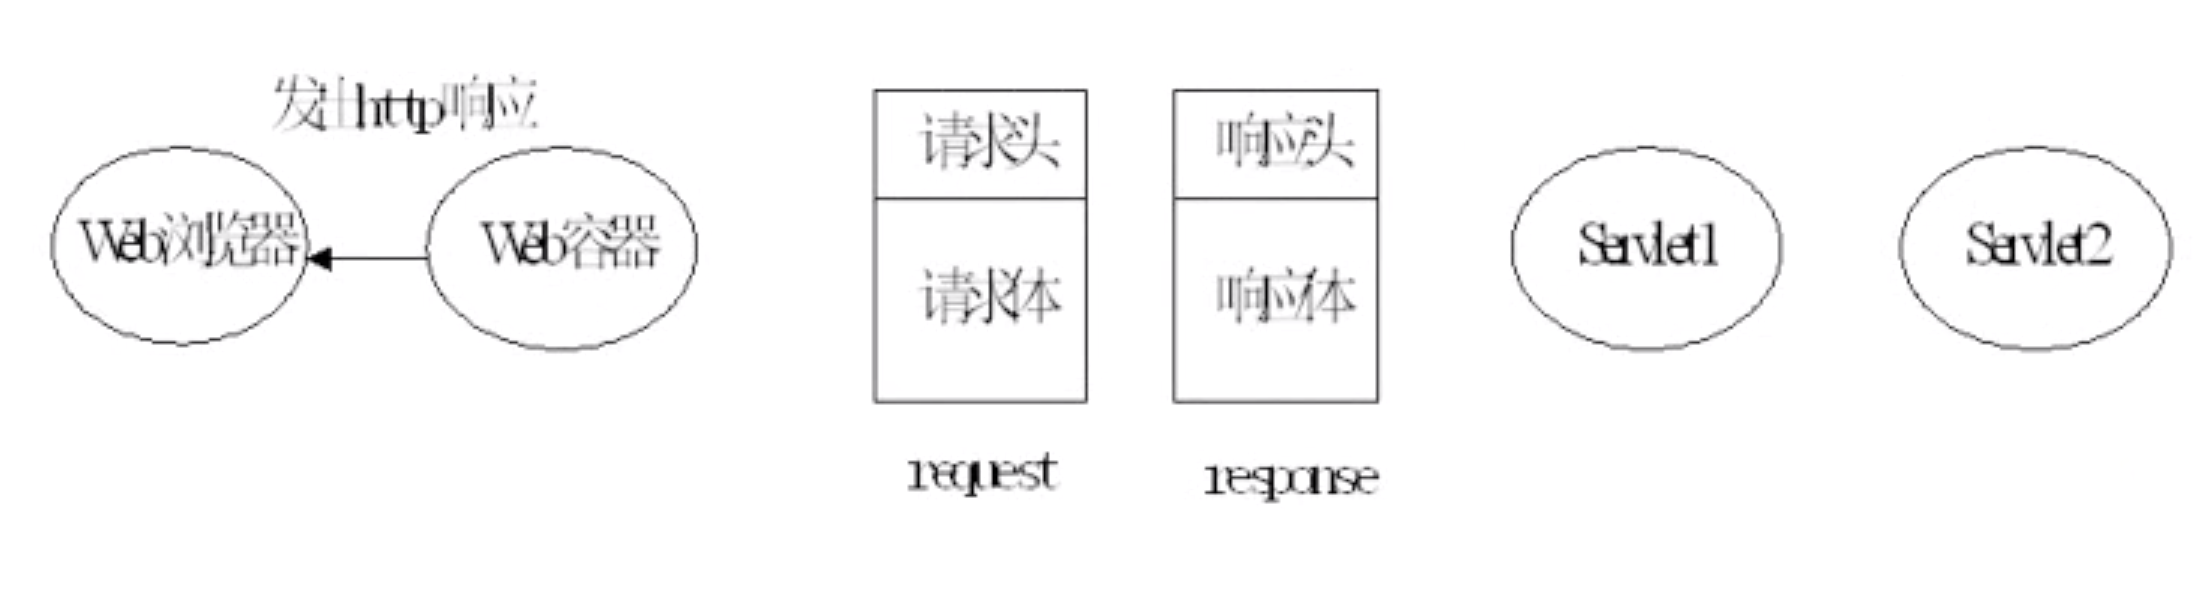 发出http响应
Web浏览器
Web容器
请求头
请求体
request
响应头
响应体
response
Servlet1
Servlet2